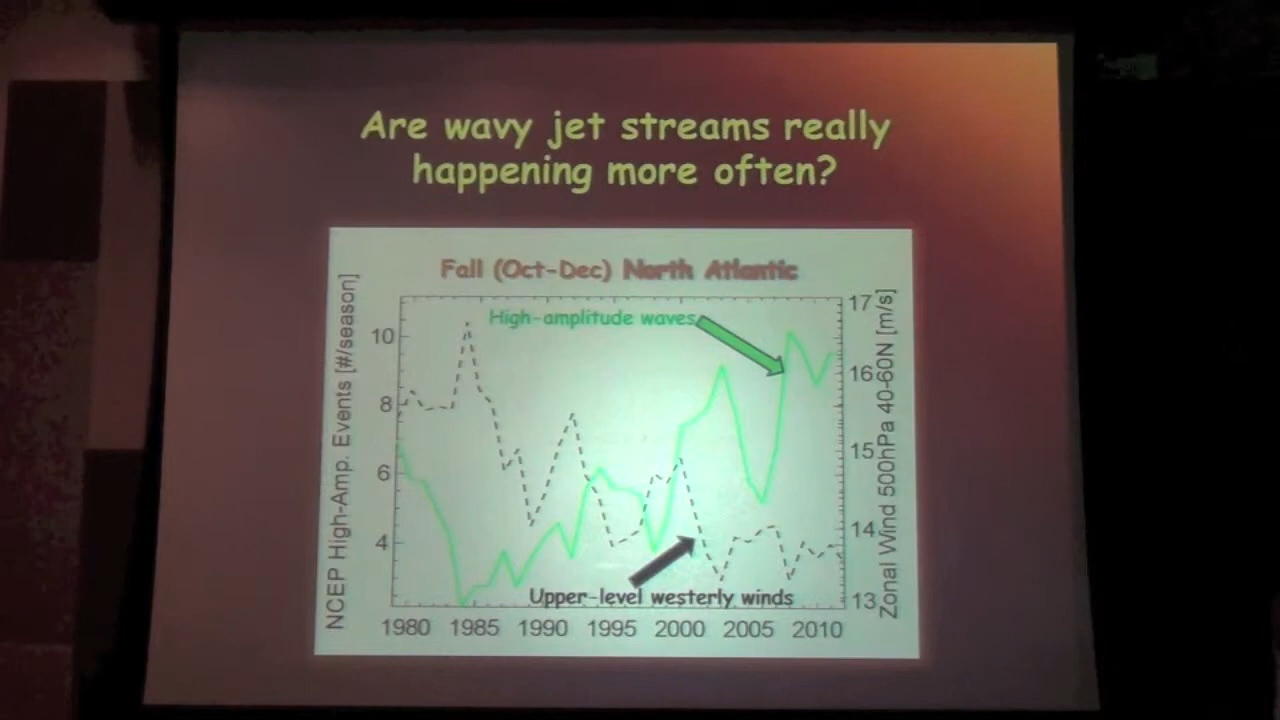 Are wavy jet streams really
happening more often?
Fall (Oct-Dec) North Atlantic
High-amplitude waves
Upper-level westerly winds
NCEP High-Amp. Events [#/season]
10
8
6
4
Zonal Wind 500hPa 40-60N [m/s]
17
16
15
14
13
1980 1985 1990 1995 2000 2005 2010